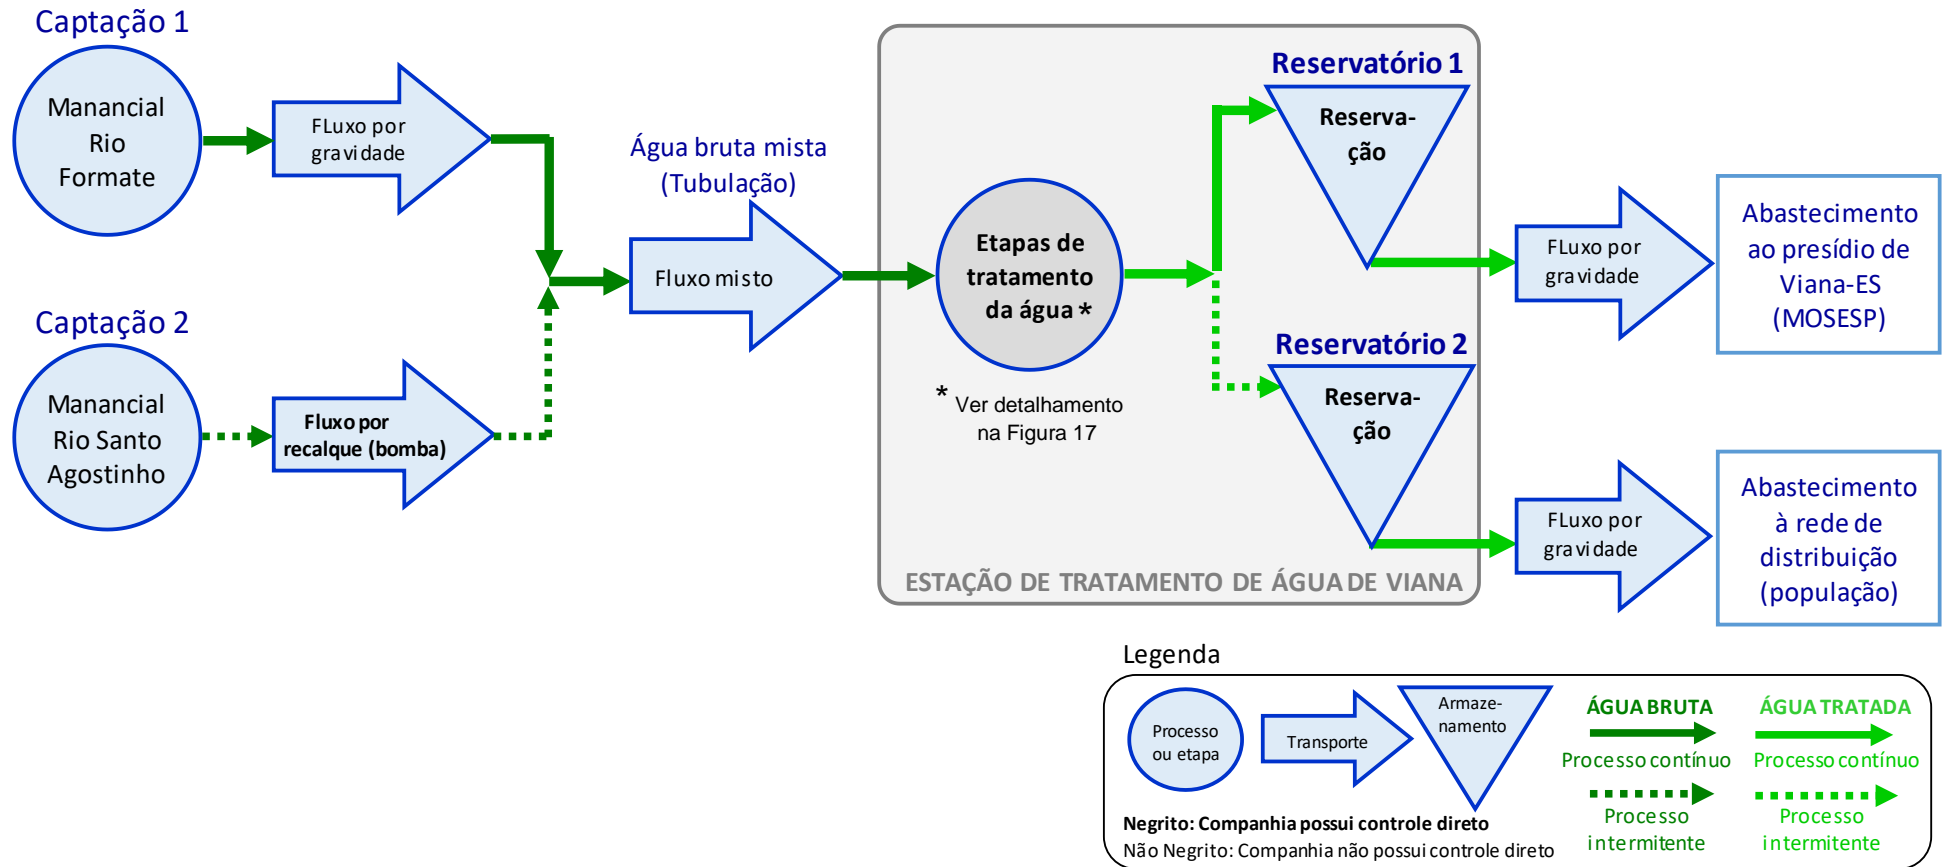 Captação 1
Manancial
Rio
Formate
FLuxo por
gravidade
Captação 2
Manancial
Rio Santo
Agostinho
Fluxo por
recalque (bomba)
Água bruta mista
(Tubulação)
Fluxo misto
Etapas de
tratamento
da água *
* Ver detalhamento
na Figura 17
Reservatório 1
Reserva-
ção
Reservatório 2
Reserva-
ção
ESTAÇÃO DE TRATAMENTO DE ÁGUA DE VIANA
FLuxo por
gravidade
Abastecimento
ao presídio de
Viana-ES
(MOSESP)
FLuxo por
gravidade
Abastecimento
à rede de
distribuição
(população)
Legenda
Processo
ou etapa
Transporte
Armaze-
namento
ÁGUA BRUTA
Processo contínuo
Processo
intermitente
ÁGUA TRATADA
Processo contínuo
Processo
intermitente
Negrito: Companhia possui controle direto
Não Negrito: Companhia não possui controle direto